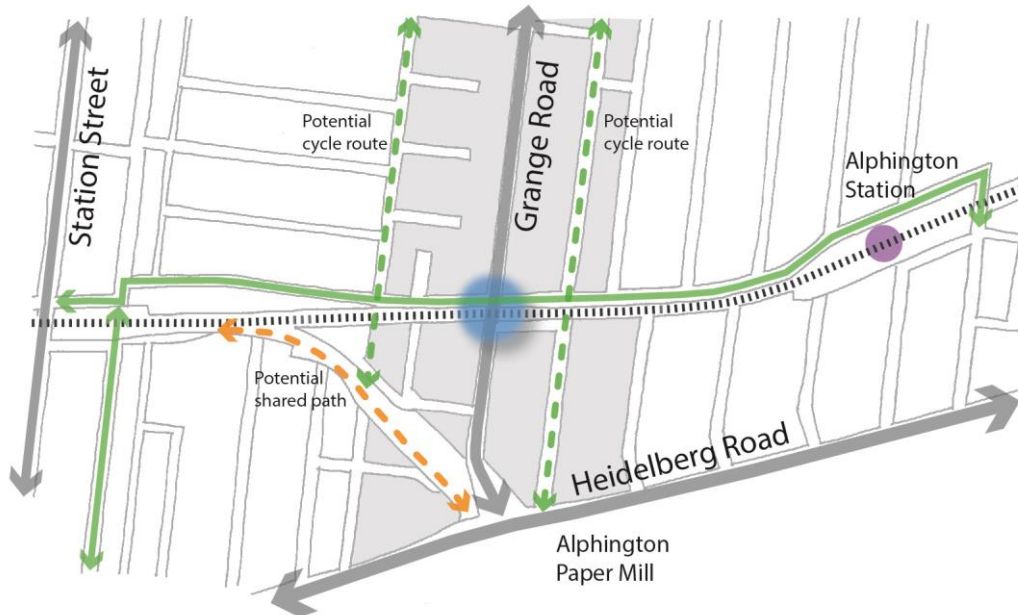 Station Street
Potential
cycle route
Grange Road
Potential
cycle route
Alphington
Station
Potential
shared path
Heidelberg Road
Alphington
Paper Mill